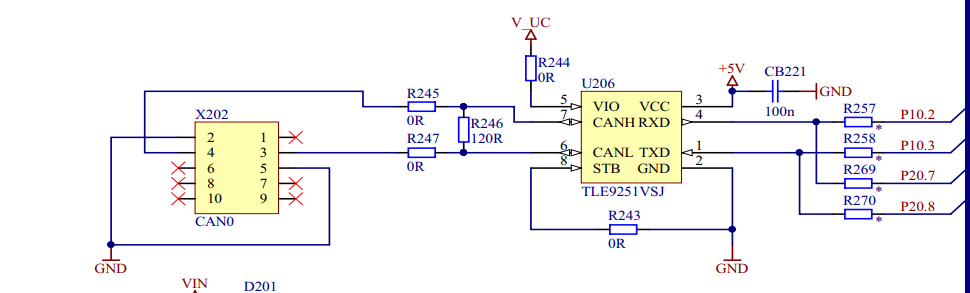 V_UC
R244
0R
+5V
CB221
GND
100n
U206
5 VIO VCC 3
7 CANH RXD 4
6 CANL TXD 1
8 STB GND 2
TLE9251VSJ
R245
0R
R246
120R
R247
0R
X202
2 1
4 3
6 5
8 7
10 9
CAN0
GND
R243
0R
GND
R257 P10.2
*
R258 P10.3
*
R269 P20.7
*
R270 P20.8
*
VIN
D201